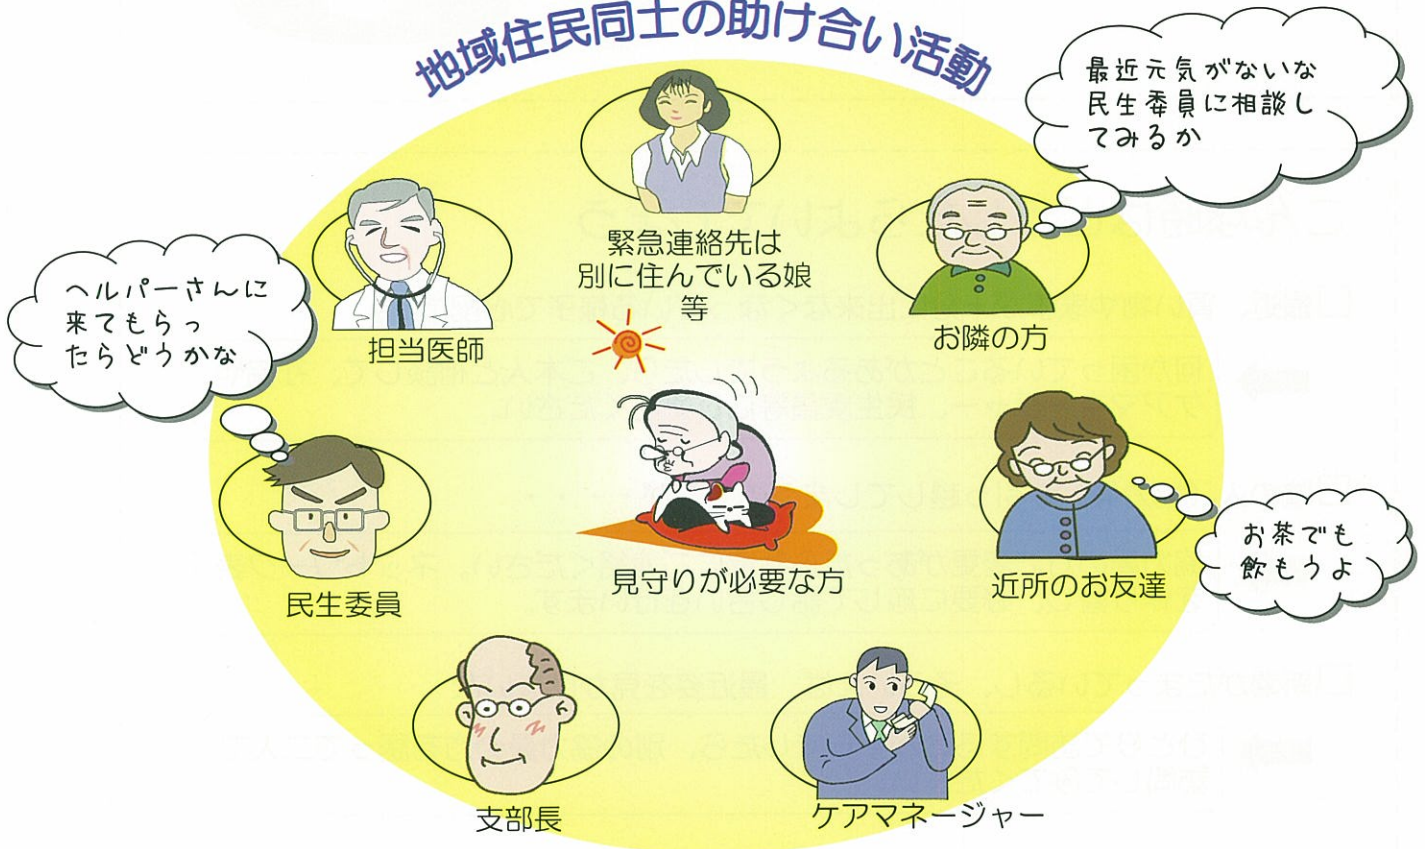 地域住民同士の助け合い活動
最近元気がないな
民生委員に相談し
てみるか
緊急連絡先は
別に住んでいる娘
等
お隣の方
担当医師
ヘルパーさんに
来てもらっ
たらどうかな
見守りが必要な方
近所のお友達
お茶でも
飲もうよ
民生委員
支部長
ケアマネージャー